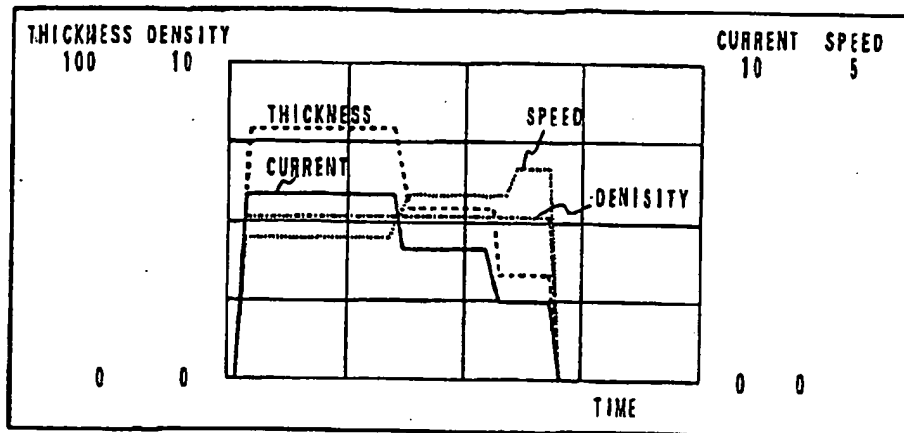 THICKNESS DENSITY
100 10
CURRENT SPEED
10 5
THICKNESS
SPEED
CURRENT
DENISITY
0 0
0 0
TIME